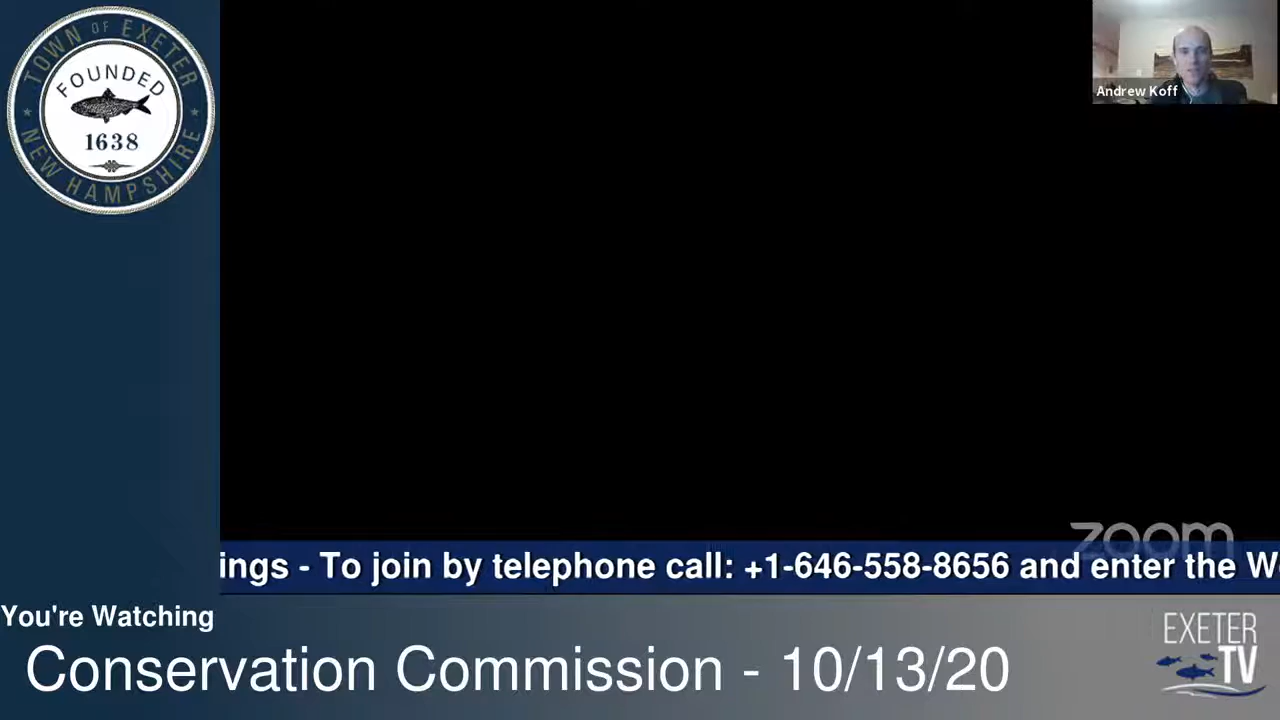 TOWN OF EXETER
FOUNDED
1638
NEW HAMPSHIRE
Andrew Koff
zoom
ings - To join by telephone call: +1-646-558-8656 and enter the W
You're Watching
Conservation Commission - 10/13/20
EXETER
TV